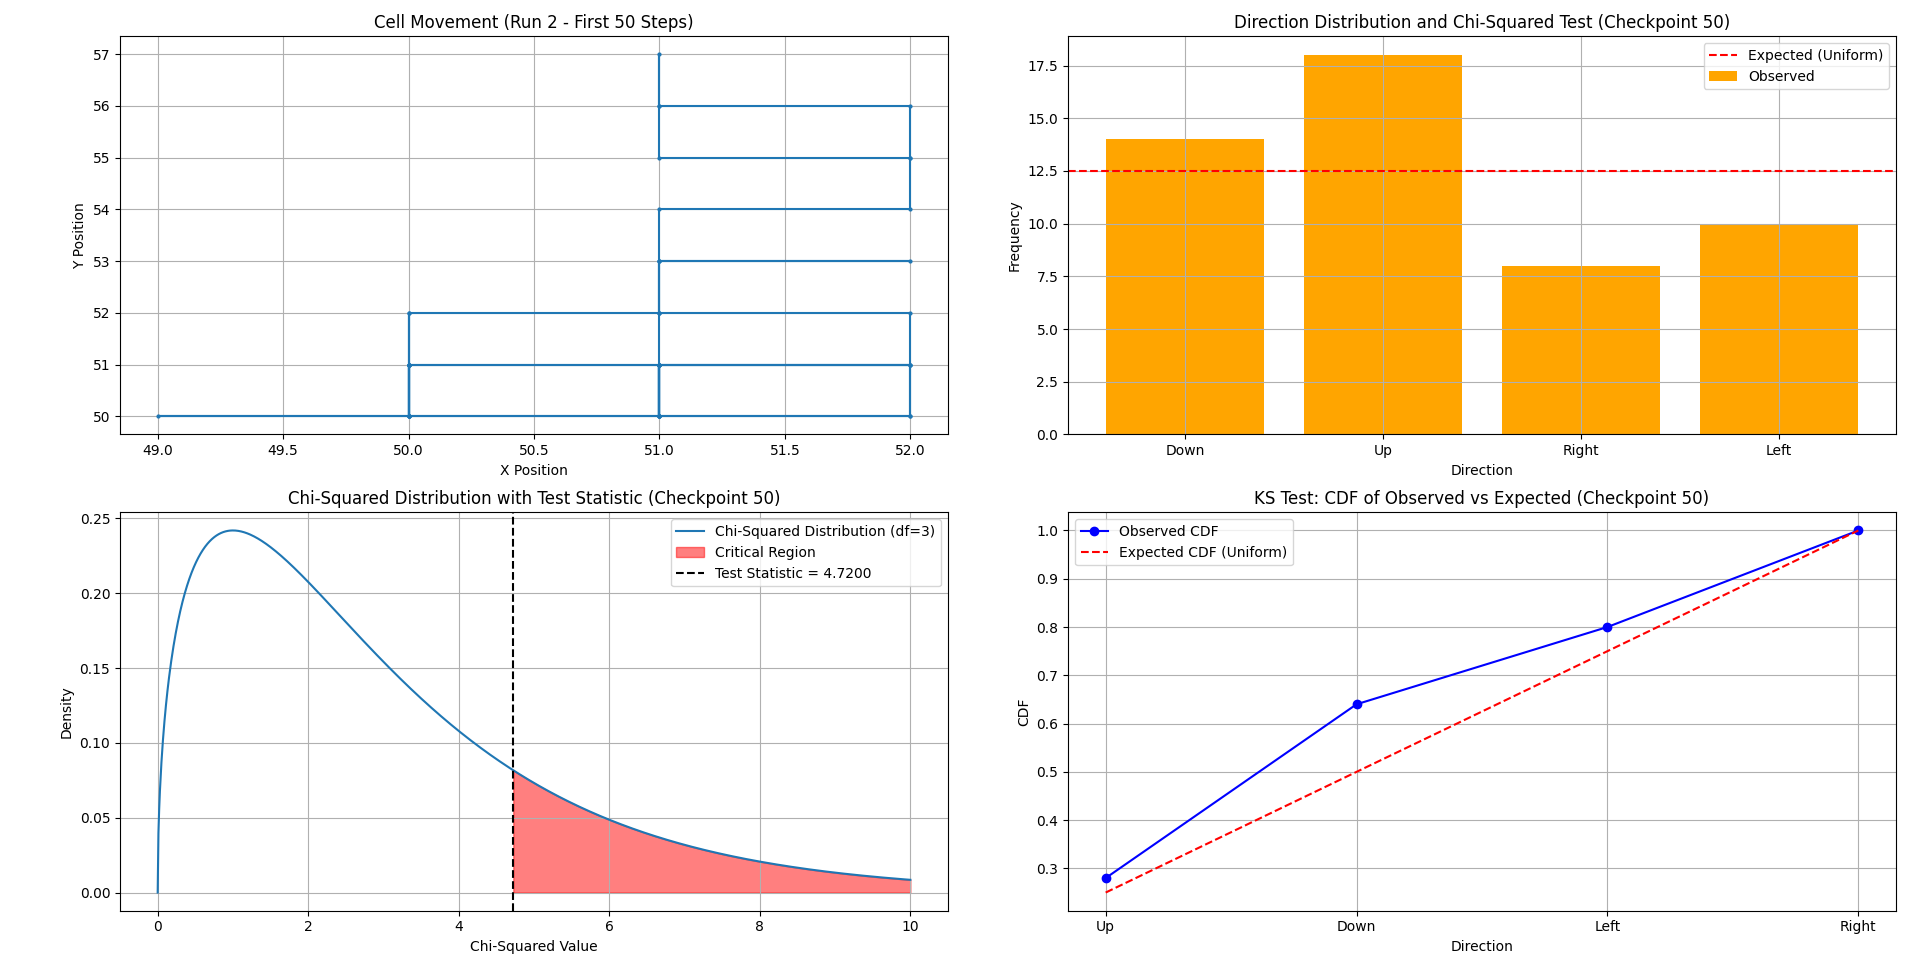 Cell Movement (Run 2 - First 50 Steps)
57
56
55
54
53
52
51
50
Y Position
49.0 49.5 50.0 50.5 51.0 51.5 52.0
X Position
Direction Distribution and Chi-Squared Test (Checkpoint 50)
Expected (Uniform)
Observed
17.5
15.0
12.5
10.0
7.5
5.0
2.5
0.0
Frequency
Down Up Right Left
Direction
Chi-Squared Distribution with Test Statistic (Checkpoint 50)
Chi-Squared Distribution (df=3)
Critical Region
Test Statistic = 4.7200
0.25
0.20
0.15
0.10
0.05
0.00
Density
0 2 4 6 8 10
Chi-Squared Value
KS Test: CDF of Observed vs Expected (Checkpoint 50)
Observed CDF
Expected CDF (Uniform)
1.0
0.9
0.8
0.7
0.6
0.5
0.4
0.3
CDF
Up Down Left Right
Direction